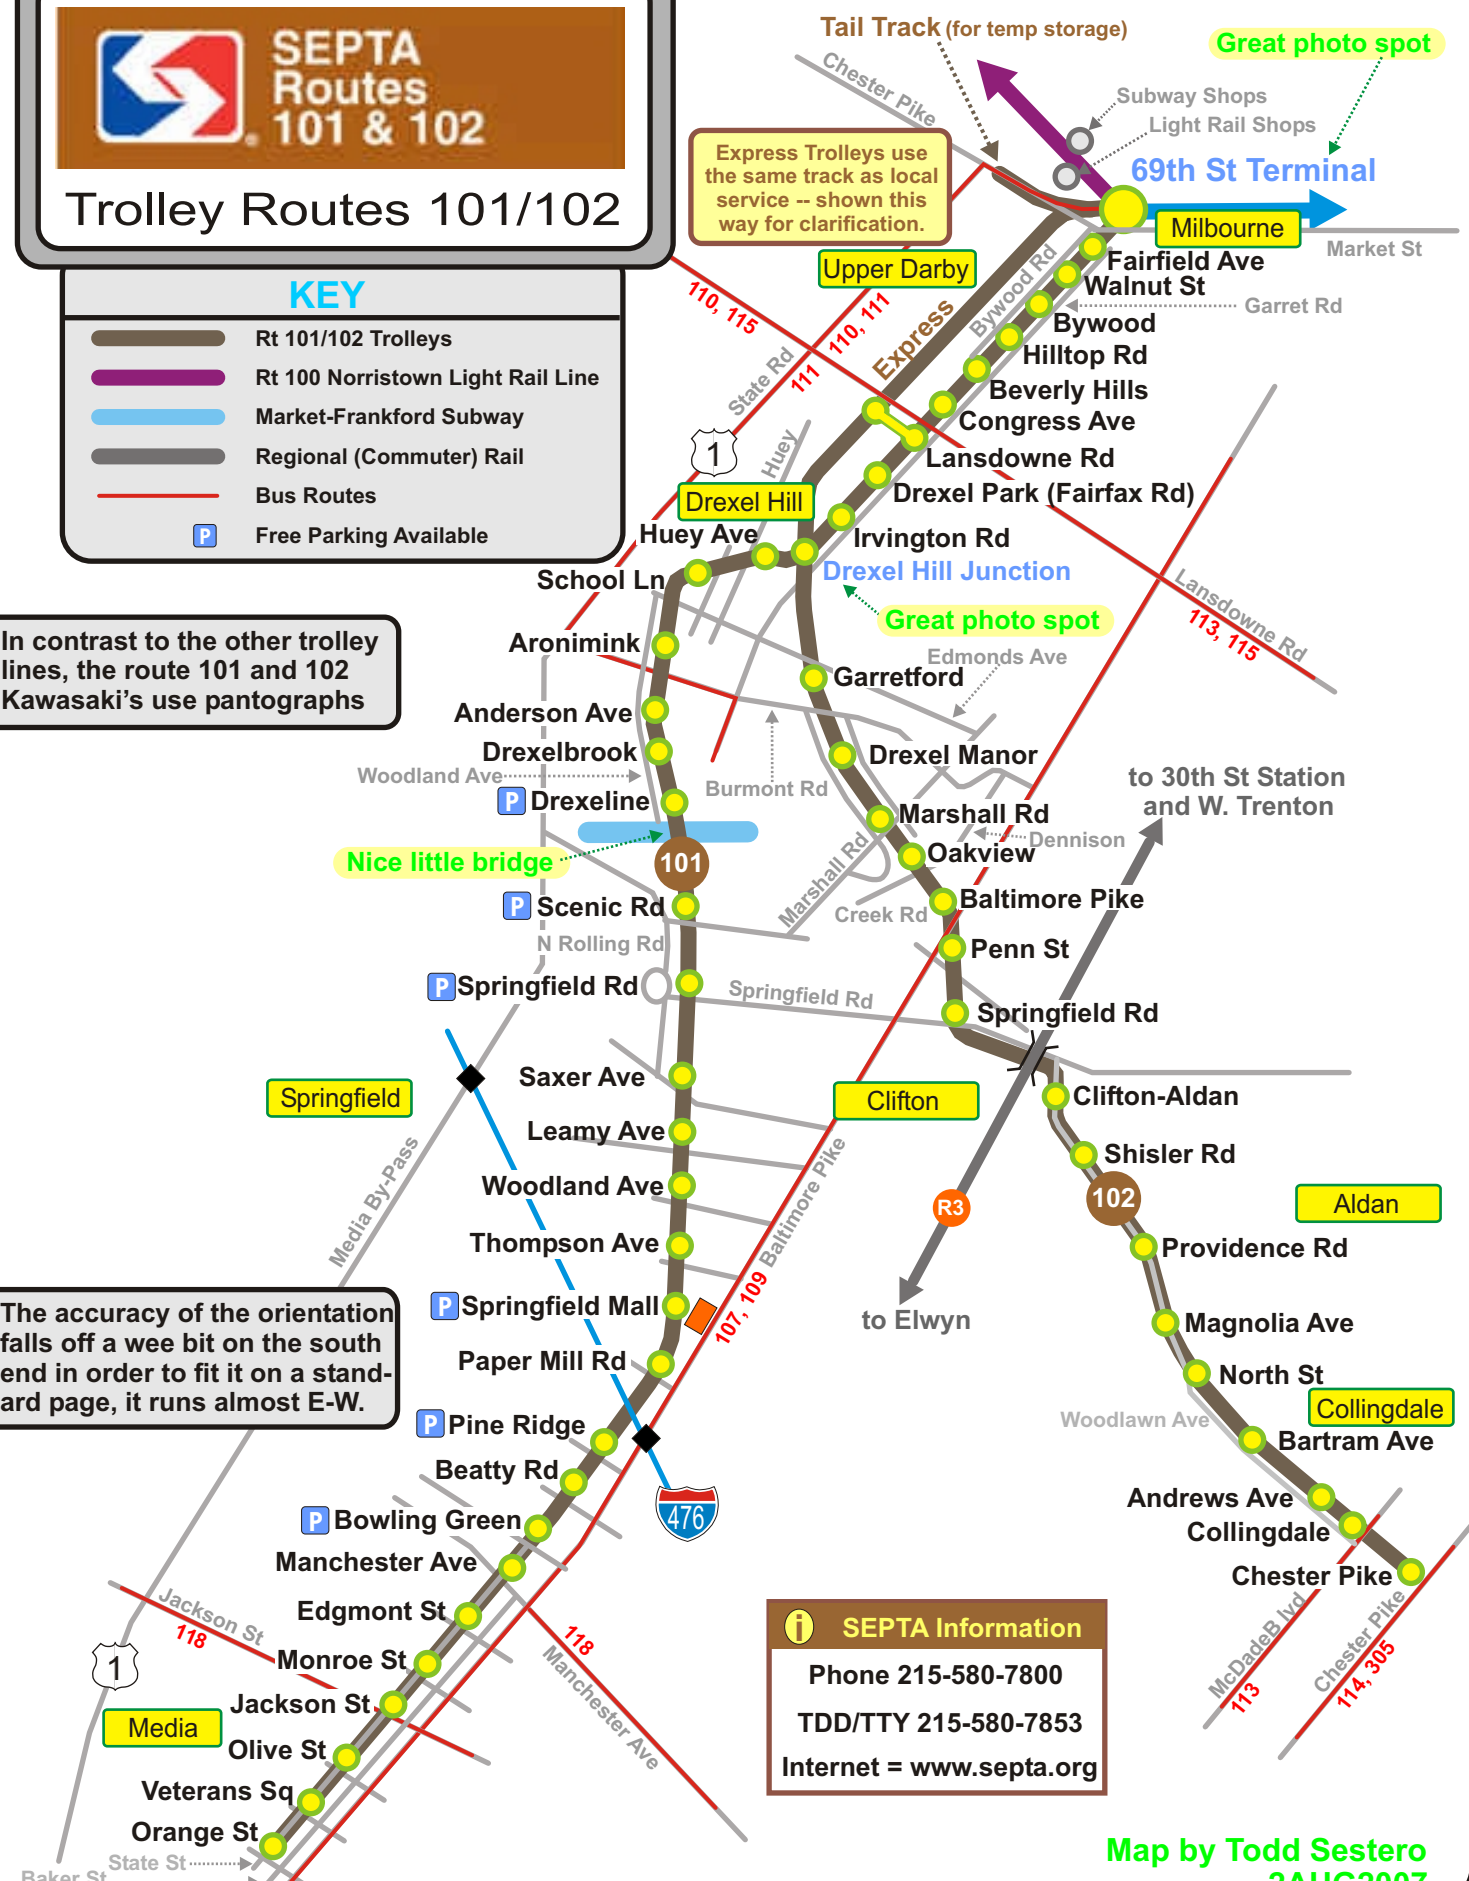 SEPTA
Routes
101 & 102
Trolley Routes 101/102
KEY
Rt 101/102 Trolleys
Rt 100 Norristown Light Rail Line
Market-Frankford Subway
Regional (Commuter) Rail
Bus Routes
P Free Parking Available
In contrast to the other trolley
lines, the route 101 and 102
Kawasaki's use pantographs
The accuracy of the orientation
falls off a wee bit on the south
end in order to fit it on a stand-
ard page, it runs almost E-W.
Tail Track (for temp storage)
Great photo spot
Chester Pike
Subway Shops
Light Rail Shops
Express Trolleys use
the same track as local
service -- shown this
way for clarification.
69th St Terminal
Milbourne
Market St
Upper Darby
Fairfield Ave
Walnut St
Garret Rd
Bywood Rd
Bywood
Hilltop Rd
Beverly Hills
Congress Ave
Lansdowne Rd
Drexel Park (Fairfax Rd)
Irvington Rd
Drexel Hill Junction
Great photo spot
Express
110, 115
110, 111
111
State Rd
1
Huey
Drexel Hill
Huey Ave
School Ln
Aronimink
Anderson Ave
Drexelbrook
Woodland Ave
P Drexeline
Nice little bridge
101
P Scenic Rd
N Rolling Rd
P Springfield Rd
Springfield Rd
Saxer Ave
Springfield
Leamy Ave
Woodland Ave
Thompson Ave
P Springfield Mall
Paper Mill Rd
P Pine Ridge
Beatty Rd
P Bowling Green
Manchester Ave
Edgmont St
Monroe St
Jackson St
Olive St
Veterans Sq
Orange St
State St
Baker St
Media
1
Jackson St
118
Media By-Pass
476
118
Manchester Ave
107, 109
Baltimore Pike
Lansdowne Rd
113, 115
Edmonds Ave
Garretford
Burmont Rd
Drexel Manor
Marshall Rd
Marshall Rd
Dennison
Oakview
Creek Rd
Baltimore Pike
Penn St
Springfield Rd
to 30th St Station
and W. Trenton
Clifton
Clifton-Aldan
Shisler Rd
102
R3
to Elwyn
Aldan
Providence Rd
Magnolia Ave
North St
Collingdale
Woodlawn Ave
Bartram Ave
Andrews Ave
Collingdale
Chester Pike
McDadeB lvd
113
Chester Pike
114, 305
i SEPTA Information
Phone 215-580-7800
TDD/TTY 215-580-7853
Internet = www.septa.org
Map by Todd Sestero
2AUG2007